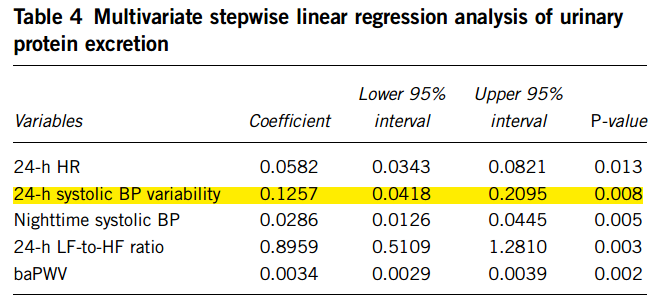 Table 4 Multivariate stepwise linear regression analysis of urinary
protein excretion
Lower 95% Upper 95%
Variables Coefficient interval interval P-value
24-h HR 0.0582 0.0343 0.0821 0.013
24-h systolic BP variability 0.1257 0.0418 0.2095 0.008
Nighttime systolic BP 0.0286 0.0126 0.0445 0.005
24-h LF-to-HF ratio 0.8959 0.5109 1.2810 0.003
baPWV 0.0034 0.0029 0.0039 0.002